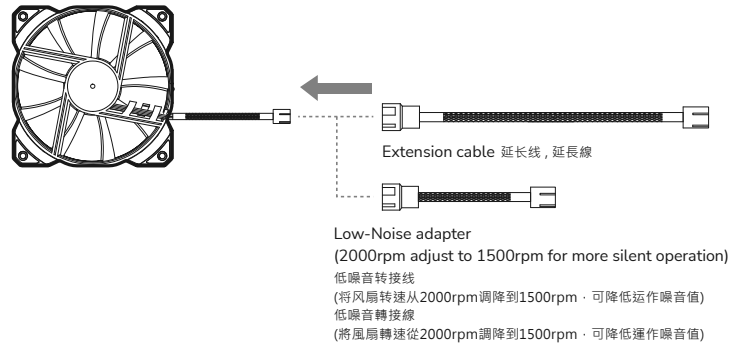 Extension cable 延长线 , 延長線
Low-Noise adapter
(2000rpm adjust to 1500rpm for more silent operation)
低噪音转接线
(将风扇转速从2000rpm调降到1500rpm，可降低运作噪音值)
低噪音轉接線
(將風扇轉速從2000rpm調降到1500rpm，可降低運作噪音值)